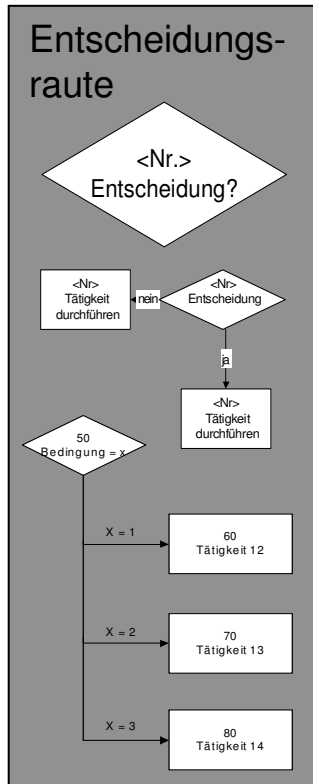 Entscheidungs-
raute
<Nr.>
Entscheidung?
<Nr>
Tätigkeit
durchführen
nein
<Nr>
Entscheidung
ja
<Nr>
Tätigkeit
durchführen
50
Bedingung = x
X = 1
60
Tätigkeit 12
X = 2
70
Tätigkeit 13
X = 3
80
Tätigkeit 14